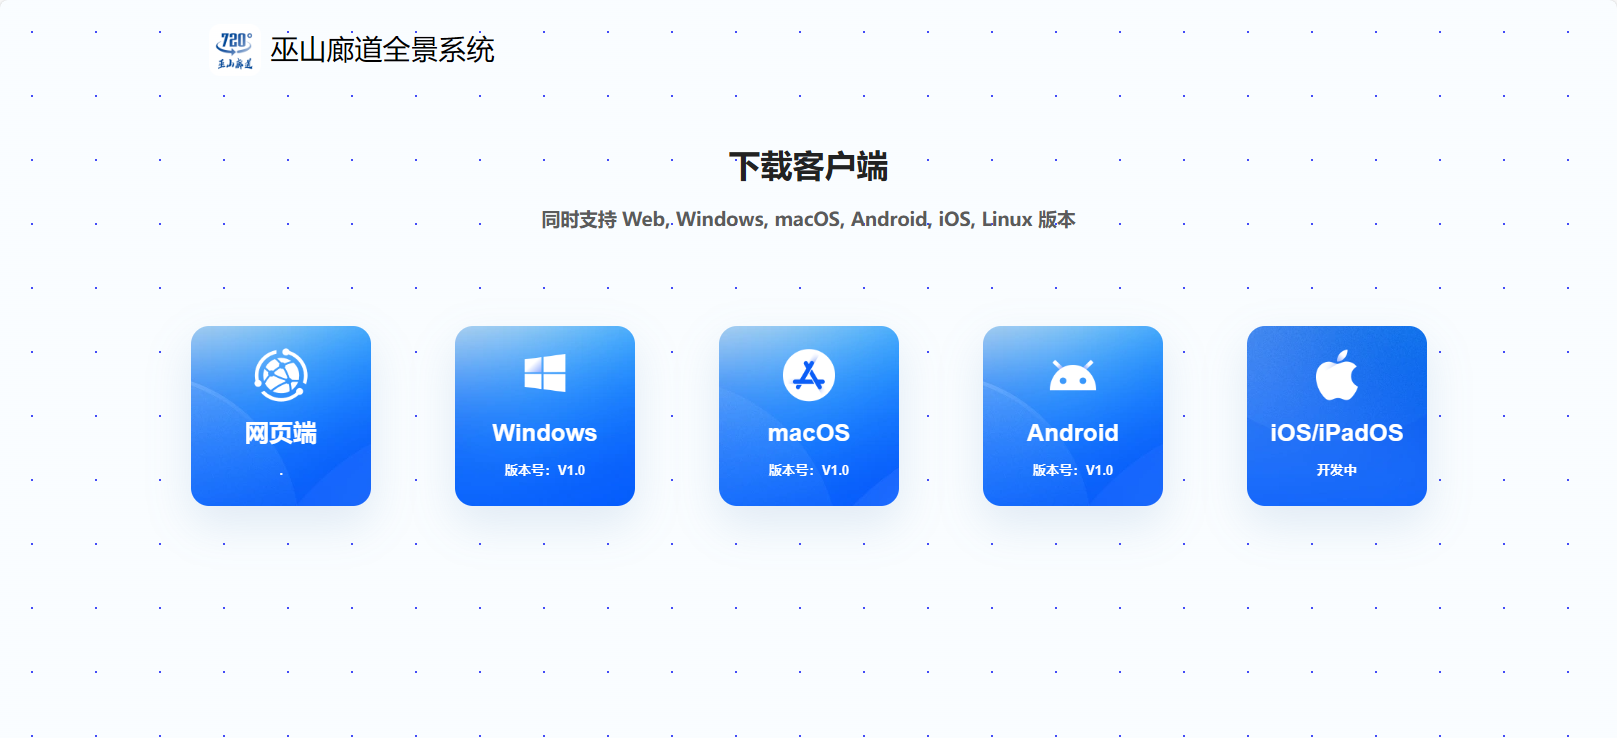 720°
巫山廊道
巫山廊道全景系统
下载客户端
同时支持 Web, Windows, macOS, Android, iOS, Linux 版本
网页端
.
Windows
版本号：V1.0
macOS
版本号：V1.0
Android
版本号：V1.0
iOS/iPadOS
开发中